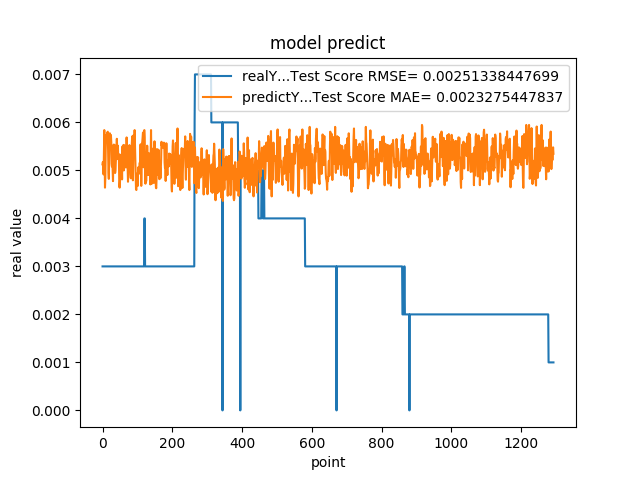 model predict
realY...Test Score RMSE= 0.00251338447699
predictY...Test Score MAE= 0.0023275447837
0.007
0.006
0.005
0.004
0.003
0.002
0.001
0.000
real value
0 200 400 600 800 1000 1200
point